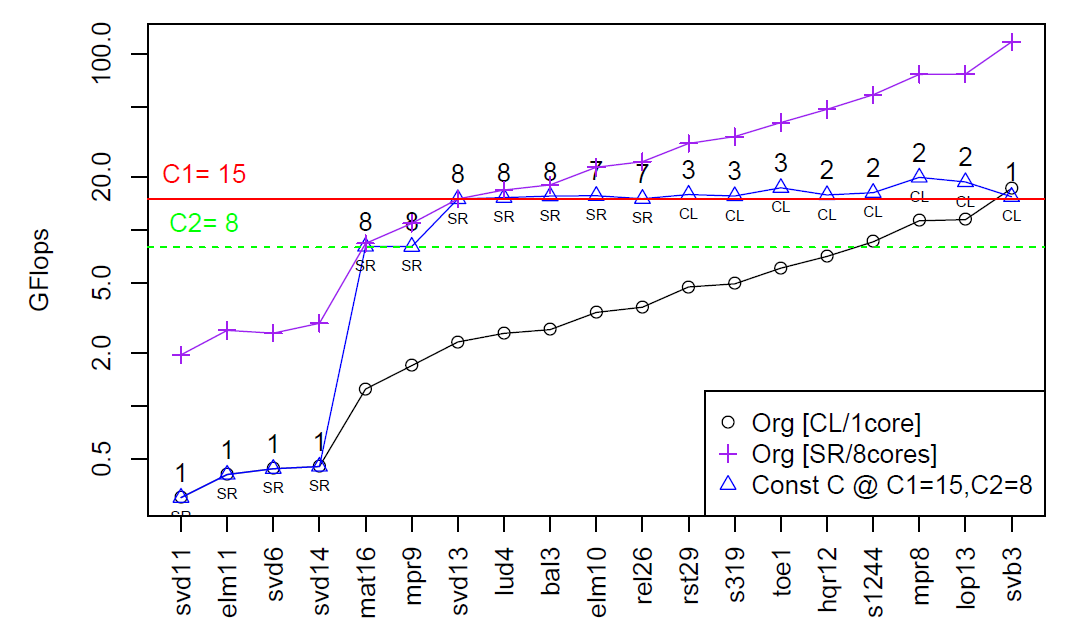 GFlops
100.0
20.0
5.0
2.0
0.5
C1= 15
C2= 8
1 1 1 1 8 8 8 8 8 7 7 3 3 3 2 2 2 2 1
SR SR SR SR SR SR SR SR SR SR SR CL CL CL CL CL CL CL CL
Org [CL/1core]
Org [SR/8cores]
Const C @ C1=15,C2=8
svd11
elm11
svd6
svd14
mat16
mpr9
svd13
lud4
bal3
elm10
rel26
rst29
s319
toe1
hqr12
s1244
mpr8
lop13
svb3